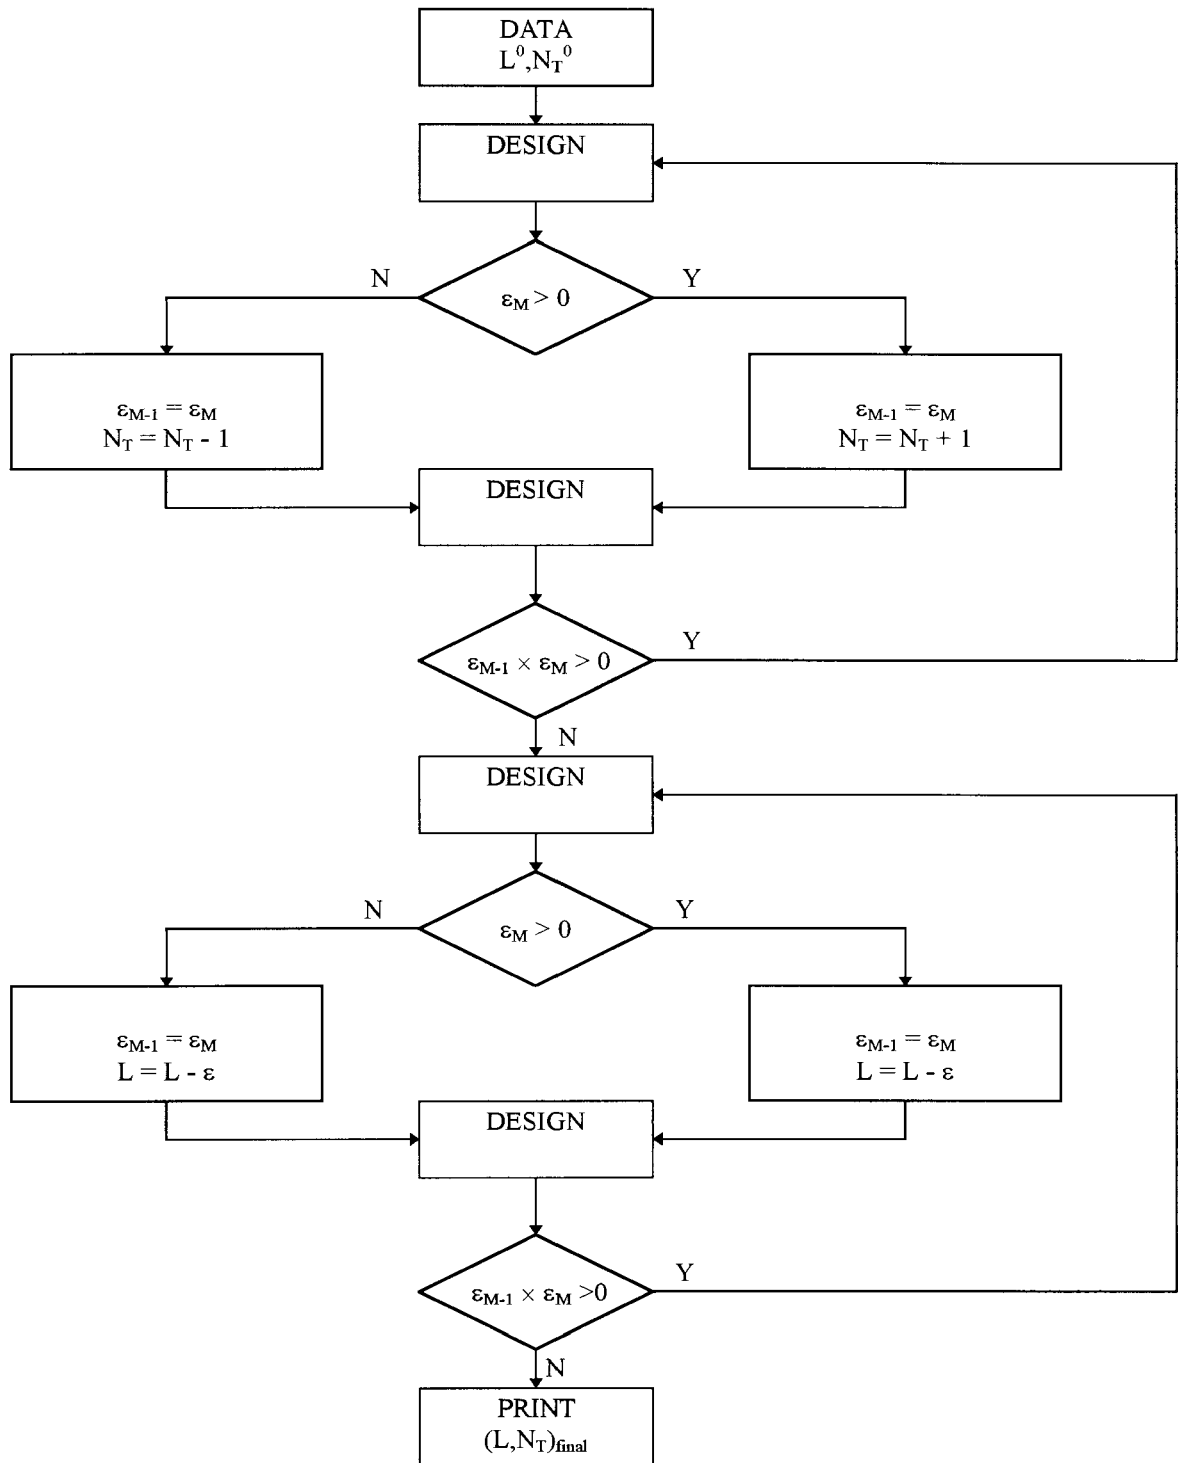 DATA
L⁰,N_T⁰
DESIGN
N
Y
ε_M > 0
ε_M-1 = ε_M
N_T = N_T - 1
ε_M-1 = ε_M
N_T = N_T + 1
DESIGN
Y
ε_M-1 × ε_M > 0
N
DESIGN
N
Y
ε_M > 0
ε_M-1 = ε_M
L = L - ε
ε_M-1 = ε_M
L = L - ε
DESIGN
Y
ε_M-1 × ε_M >0
N
PRINT
(L,N_T)_final